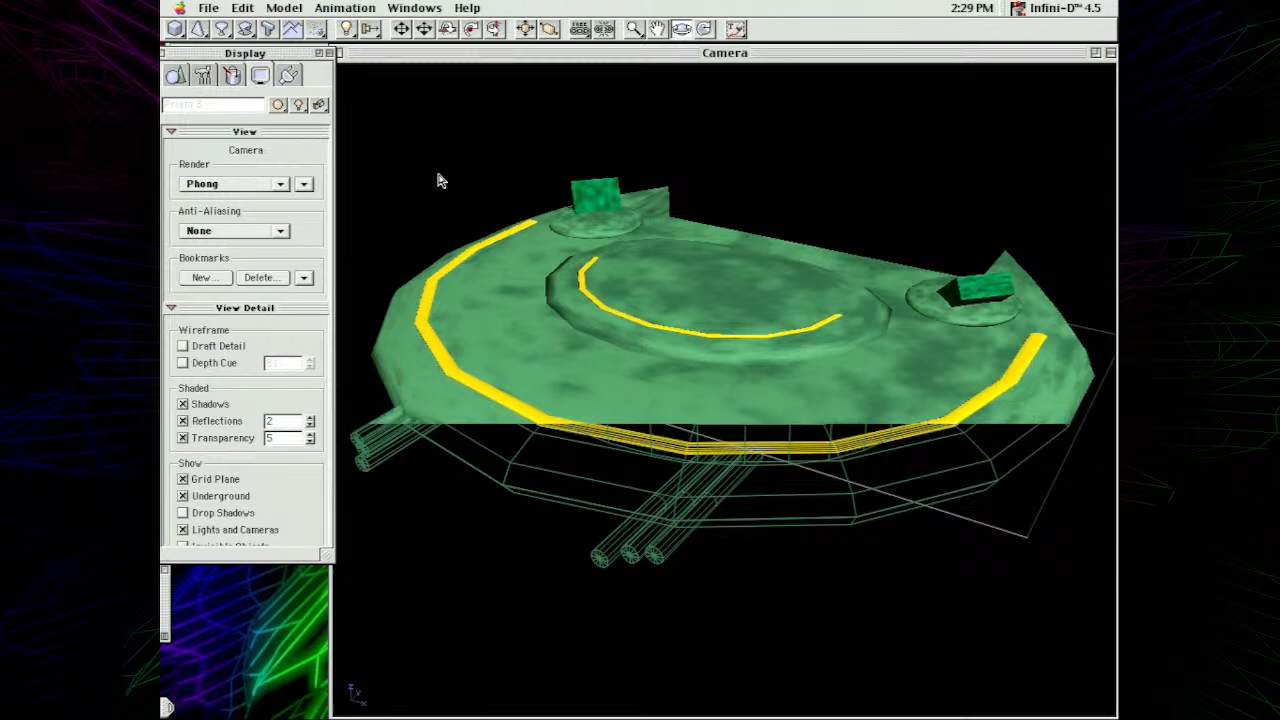 File Edit Model Animation Windows Help 2:29 PM Infini-D™ 4.5
Display
Camera
Prism 3
View
Camera
Render
Phong
Anti-Aliasing
None
Bookmarks
New... Delete...
View Detail
Wireframe
Draft Detail
Depth Cue
Shaded
Shadows
Reflections 2
Transparency 5
Show
Grid Plane
Underground
Drop Shadows
Lights and Cameras